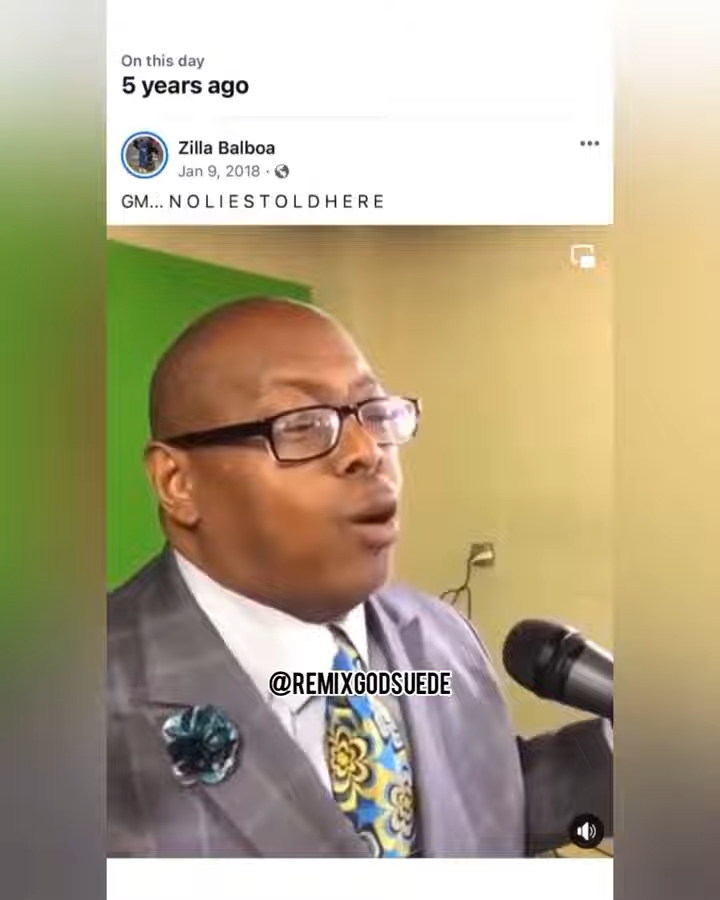 On this day
5 years ago
Zilla Balboa
Jan 9, 2018 ·
GM... N O L I E S T O L D H E R E
@REMIXGODSUEDE